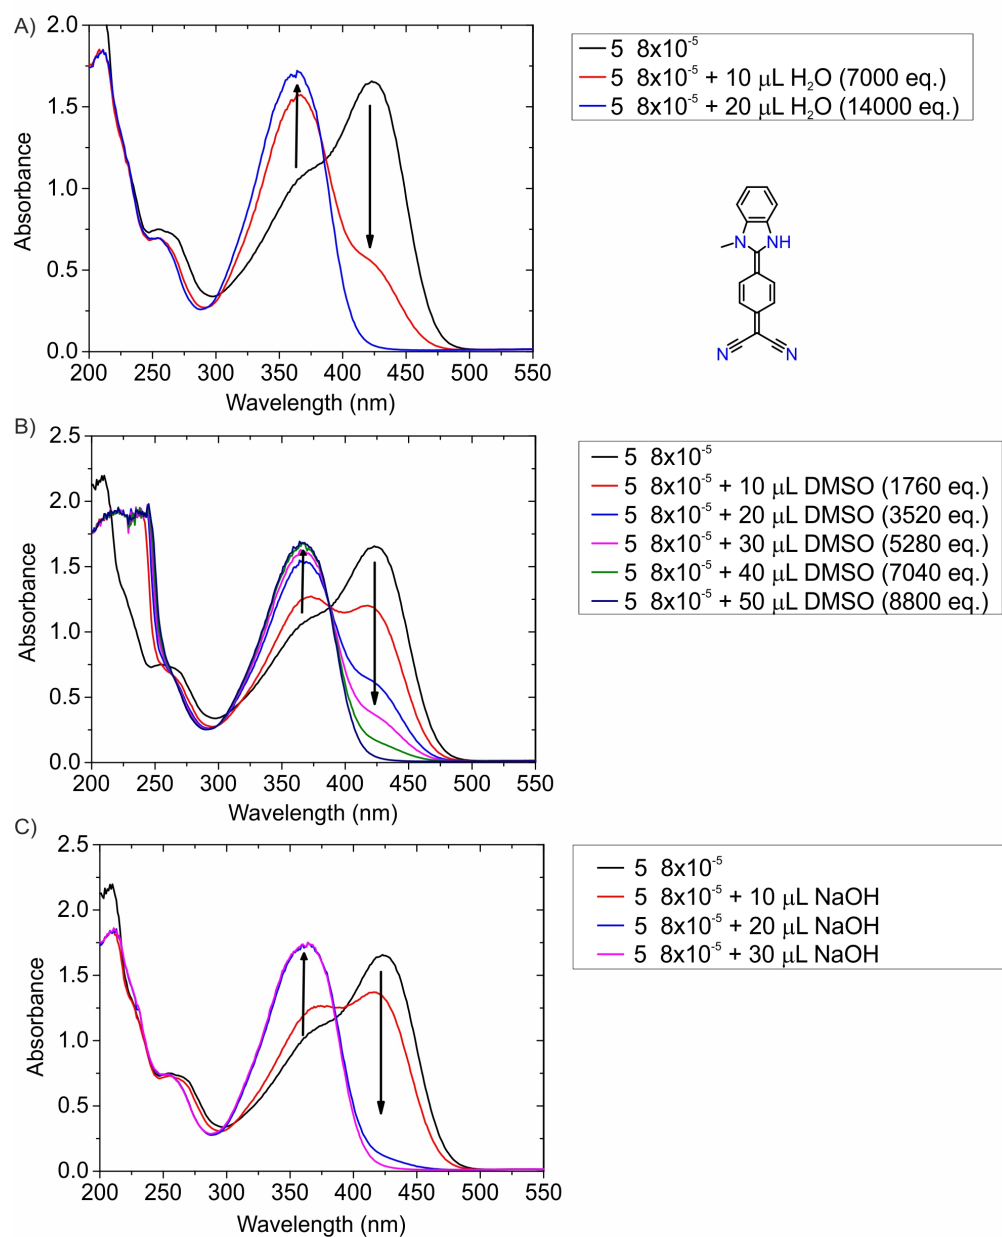 A)
2.0
1.5
1.0
0.5
0.0
Absorbance
200 250 300 350 400 450 500 550
Wavelength (nm)
5 8x10⁻⁵
5 8x10⁻⁵ + 10 μL H₂O (7000 eq.)
5 8x10⁻⁵ + 20 μL H₂O (14000 eq.)
N NH
N N
B)
2.5
2.0
1.5
1.0
0.5
0.0
Absorbance
200 250 300 350 400 450 500 550
Wavelength (nm)
5 8x10⁻⁵
5 8x10⁻⁵ + 10 μL DMSO (1760 eq.)
5 8x10⁻⁵ + 20 μL DMSO (3520 eq.)
5 8x10⁻⁵ + 30 μL DMSO (5280 eq.)
5 8x10⁻⁵ + 40 μL DMSO (7040 eq.)
5 8x10⁻⁵ + 50 μL DMSO (8800 eq.)
C)
2.5
2.0
1.5
1.0
0.5
0.0
Absorbance
200 250 300 350 400 450 500 550
Wavelength (nm)
5 8x10⁻⁵
5 8x10⁻⁵ + 10 μL NaOH
5 8x10⁻⁵ + 20 μL NaOH
5 8x10⁻⁵ + 30 μL NaOH